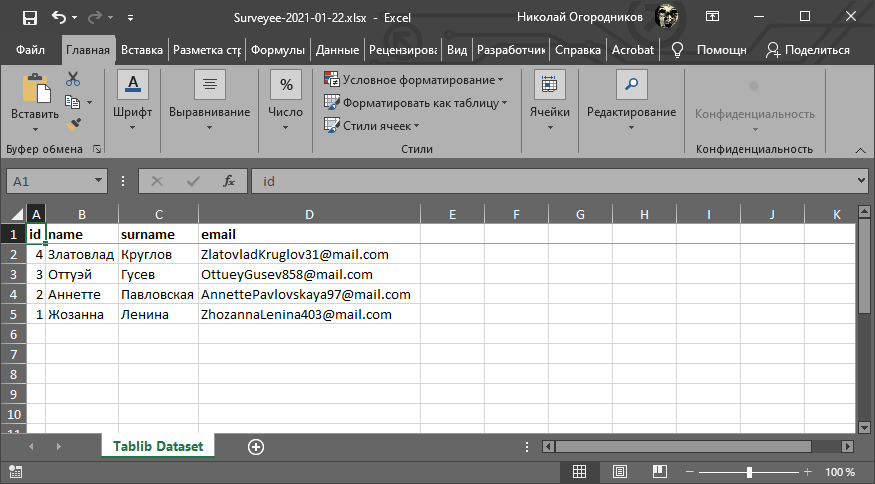 Surveyee-2021-01-22.xlsx - Excel
Николай Огородников
Файл Главная Вставка Разметка стр Формулы Данные Рецензирова Вид Разработчик Справка Acrobat Помощн Поделиться
Вставить
Буфер обмена
Шрифт
Выравнивание
%
Число
Условное форматирование
Форматировать как таблицу
Стили ячеек
Стили
Ячейки
Редактирование
Конфиденциальность
Конфиденциальность
A1 fx id
A B C D E F G H I J K
1 id name surname email
2 4 Златовлад Круглов ZlatovladKruglov31@mail.com
3 3 Оттуэй Гусев OttueyGusev858@mail.com
4 2 Аннетте Павловская AnnettePavlovskaya97@mail.com
5 1 Жозанна Ленина ZhozannaLenina403@mail.com
6
7
8
9
10
11
Tablib Dataset
100 %